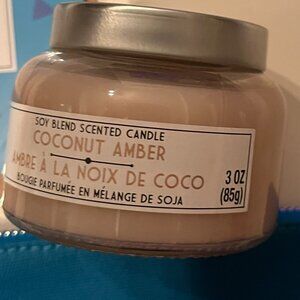 SOY BLEND SCENTED CANDLE
COCONUT AMBER
AMBRE À LA NOIX DE COCO
BOUGIE PARFUMÉE EN MÉLANGE DE SOJA
3 OZ
(85g)